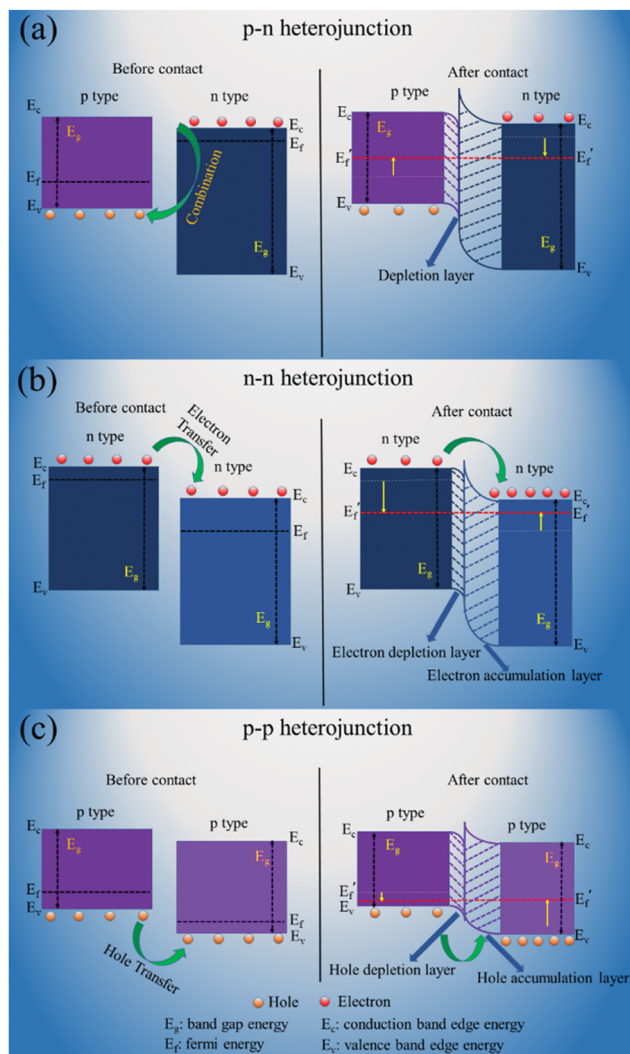 (a)
p-n heterojunction
Before contact
After contact
p type
n type
p type
n type
Ec
Eg
Ef
Ev
Combination
Ec
Ef
Eg
Ev
Ec
Eg
Ef'
Ev
Ec
Ef'
Eg
Ev
Depletion layer
(b)
n-n heterojunction
Before contact
After contact
n type
Electron
Transfer
n type
n type
n type
Ec
Ef
Eg
Ev
Ec
Ef
Eg
Ev
Ec
Ef'
Eg
Ev
Ec
Ef'
Eg
Ev
Electron depletion layer
Electron accumulation layer
(c)
p-p heterojunction
Before contact
After contact
p type
p type
p type
p type
Ec
Eg
Ef
Ev
Ec
Eg
Ef
Ev
Hole Transfer
Ec
Eg
Ef'
Ev
Ec
Eg
Ef'
Ev
Hole depletion layer
Hole accumulation layer
Hole
Electron
Eg: band gap energy
Ec: conduction band edge energy
Ef: fermi energy
Ev: valence band edge energy